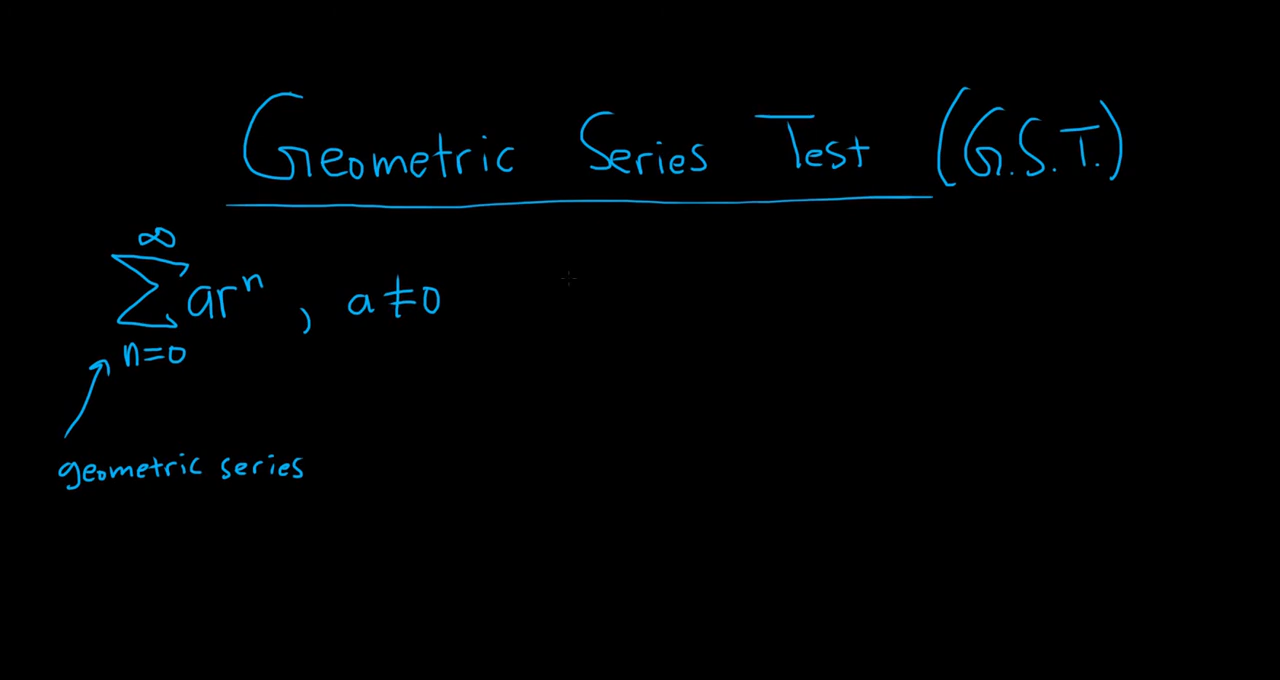 Geometric Series Test (G.S.T.)
∞
∑ arⁿ , a≠0
n=0
geometric series